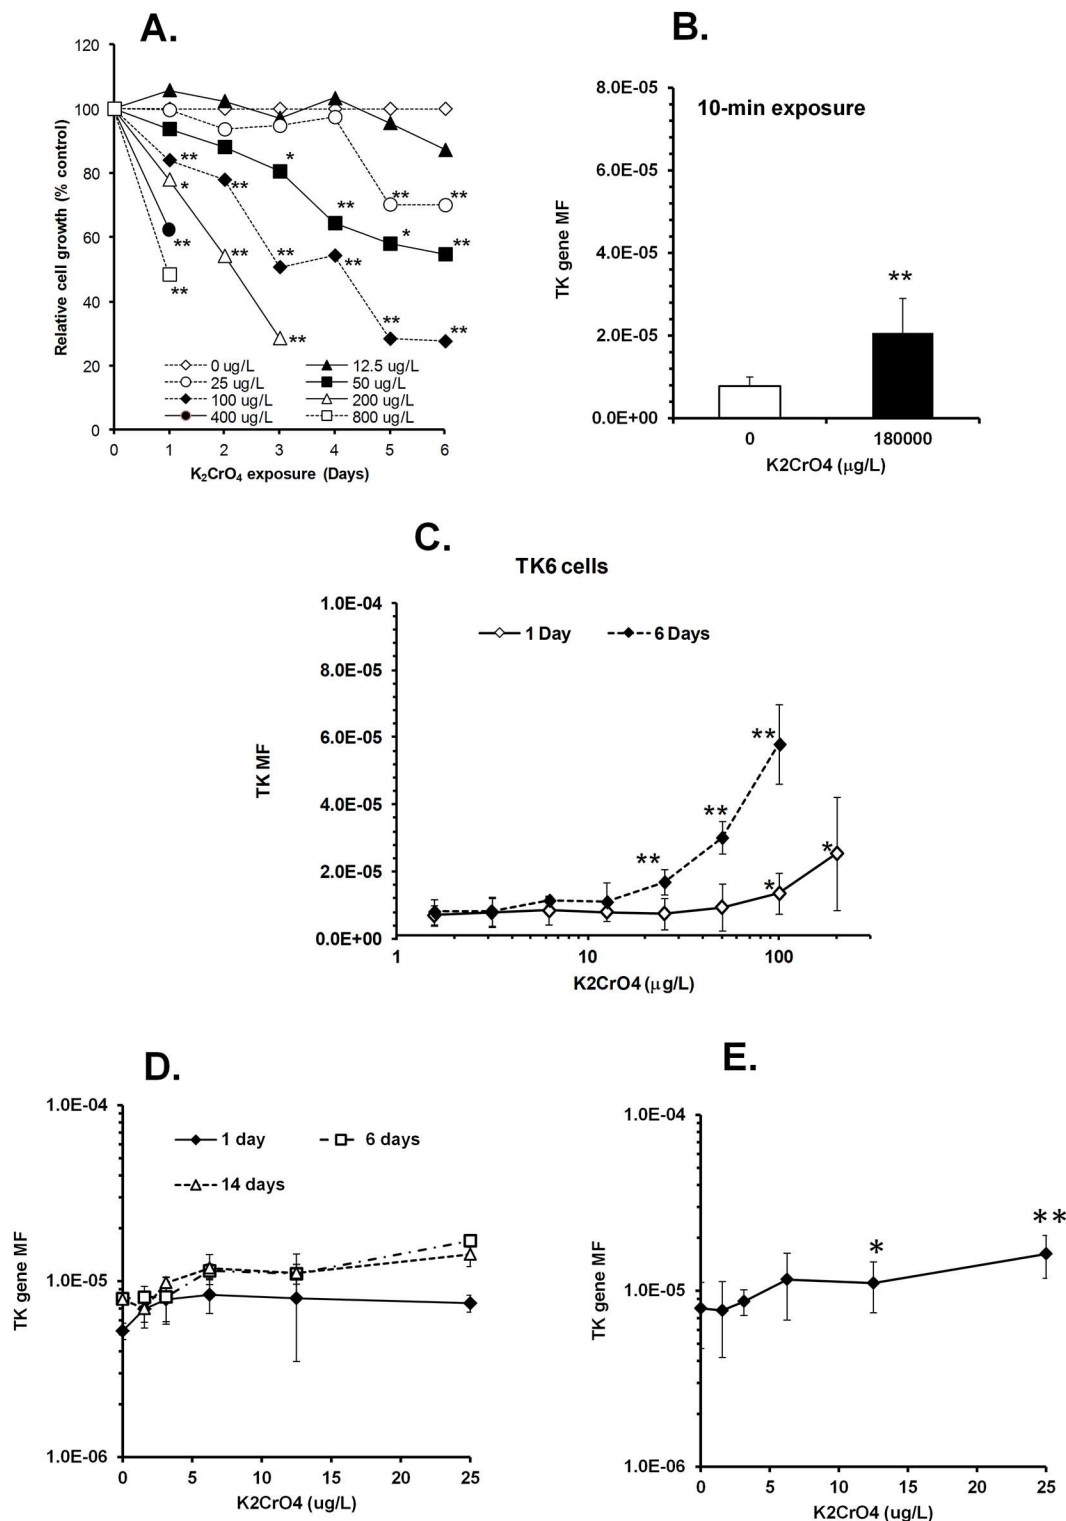 A.
120
100
80
60
40
20
0
Relative cell growth (% control)
**
*
**
**
**
**
*
**
**
**
**
**
*
**
**
**
**
**
0 ug/L
12.5 ug/L
25 ug/L
50 ug/L
100 ug/L
200 ug/L
400 ug/L
800 ug/L
0 1 2 3 4 5 6
K₂CrO₄ exposure (Days)
B.
10-min exposure
8.0E-05
6.0E-05
4.0E-05
2.0E-05
0.0E+00
TK gene MF
**
0 180000
K2CrO4 (µg/L)
C.
TK6 cells
1 Day
6 Days
1.0E-04
8.0E-05
6.0E-05
4.0E-05
2.0E-05
0.0E+00
TK MF
**
**
**
*
*
1 10 100
K2CrO4 (µg/L)
D.
1 day
6 days
14 days
1.0E-04
1.0E-05
1.0E-06
TK gene MF
0 5 10 15 20 25
K2CrO4 (ug/L)
E.
1.0E-04
1.0E-05
1.0E-06
TK gene MF
*
**
0 5 10 15 20 25
K2CrO4 (ug/L)